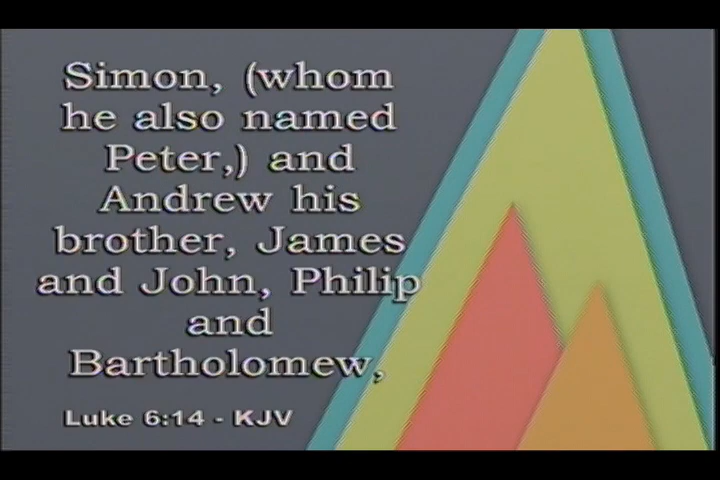 Simon, (whom
he also named
Peter,) and
Andrew his
brother, James
and John, Philip
and
Bartholomew,
Luke 6:14 - KJV